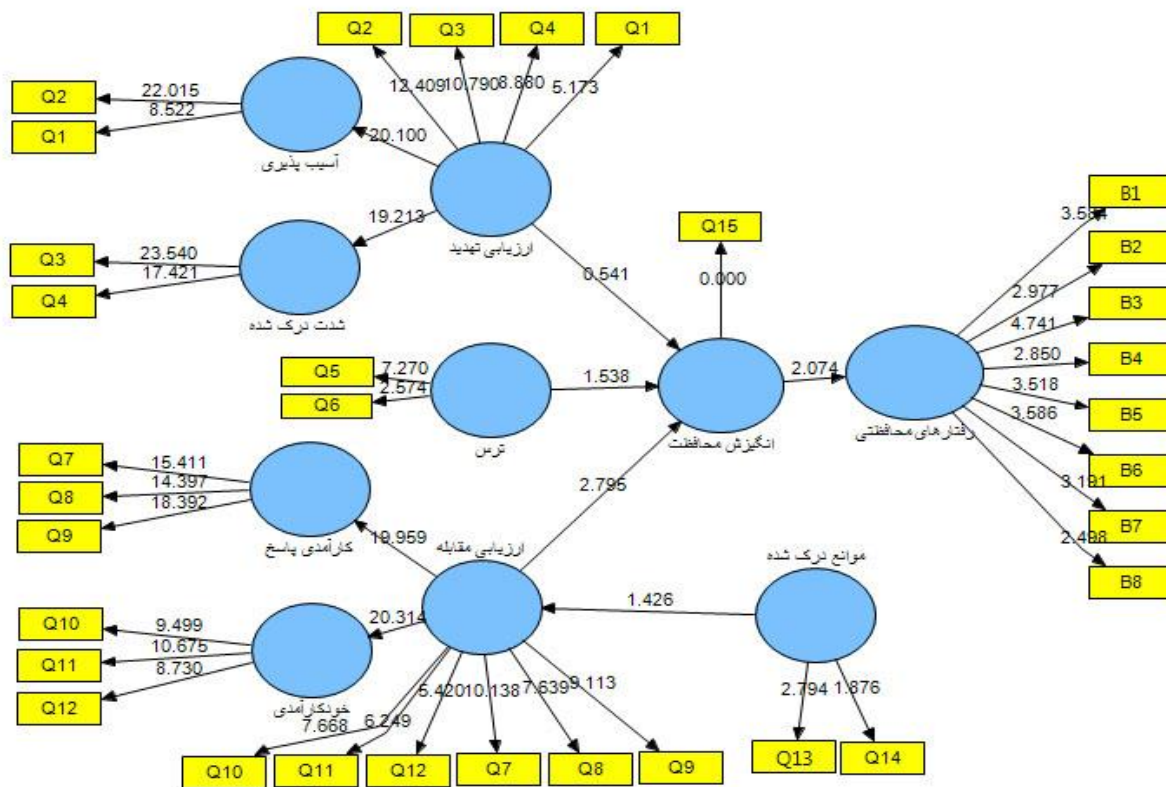 Q2
Q3
Q4
Q1
12.409
10.790
8.880
5.173
Q2
Q1
22.015
8.522
20.100
آسیب پذیری
ارزیابی تهدید
19.213
Q3
Q4
23.540
17.421
شدت درک شده
0.541
Q15
0.000
Q5
Q6
7.270
2.574
ترس
1.538
انگیزش محافظت
2.074
رفتارهای محافظتی
3.584
2.977
4.741
2.850
3.518
3.586
3.191
2.498
B1
B2
B3
B4
B5
B6
B7
B8
Q7
Q8
Q9
15.411
14.397
18.392
کارآمدی پاسخ
19.959
2.795
ارزیابی مقابله
موانع درک شده
1.426
20.314
Q10
Q11
Q12
9.499
10.675
8.730
خودکارآمدی
7.668
6.249
5.420
10.138
7.639
9.113
2.794
1.876
Q10
Q11
Q12
Q7
Q8
Q9
Q13
Q14